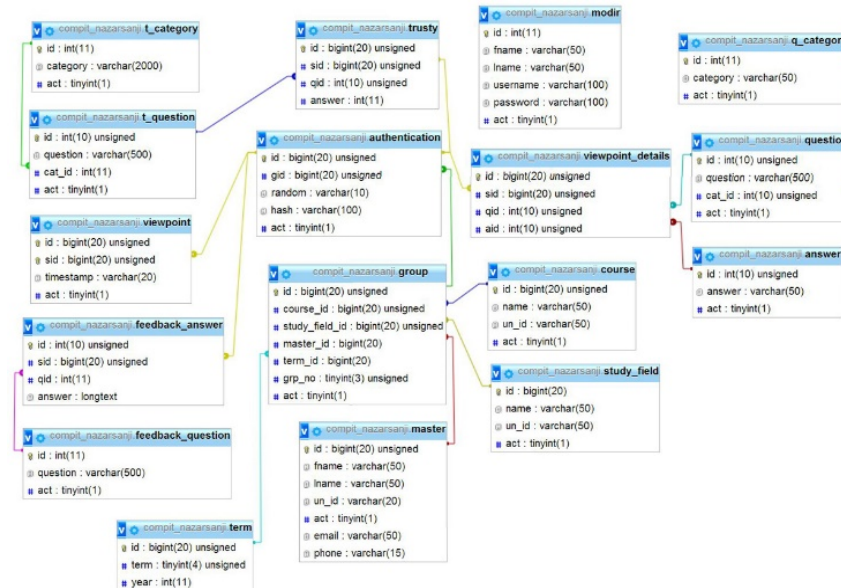 compit_nazarsanji.t_category
id : int(11)
category : varchar(2000)
act : tinyint(1)
compit_nazarsanji.trusty
id : bigint(20) unsigned
sid : bigint(20) unsigned
qid : int(10) unsigned
answer : int(11)
compit_nazarsanji.modir
id : int(11)
fname : varchar(50)
lname : varchar(50)
username : varchar(100)
password : varchar(100)
act : tinyint(1)
compit_nazarsanji.q_categor
id : int(11)
category : varchar(50)
act : tinyint(1)
compit_nazarsanji.t_question
id : int(10) unsigned
question : varchar(500)
cat_id : int(11)
act : tinyint(1)
compit_nazarsanji.authentication
id : bigint(20) unsigned
gid : bigint(20) unsigned
random : varchar(10)
hash : varchar(100)
act : tinyint(1)
compit_nazarsanji.viewpoint_details
id : bigint(20) unsigned
sid : bigint(20) unsigned
qid : int(10) unsigned
aid : int(10) unsigned
compit_nazarsanji.questio
id : int(10) unsigned
question : varchar(500)
cat_id : int(10) unsigned
act : tinyint(1)
compit_nazarsanji.viewpoint
id : bigint(20) unsigned
sid : bigint(20) unsigned
timestamp : varchar(20)
act : tinyint(1)
compit_nazarsanji.group
id : bigint(20) unsigned
course_id : bigint(20) unsigned
study_field_id : bigint(20) unsigned
master_id : bigint(20)
term_id : bigint(20)
grp_no : tinyint(3) unsigned
act : tinyint(1)
compit_nazarsanji.course
id : bigint(20) unsigned
name : varchar(50)
un_id : varchar(50)
act : tinyint(1)
compit_nazarsanji.answer
id : int(10) unsigned
answer : varchar(50)
act : tinyint(1)
compit_nazarsanji.feedback_answer
id : int(10) unsigned
sid : bigint(20) unsigned
qid : int(11)
answer : longtext
compit_nazarsanji.study_field
id : bigint(20)
name : varchar(50)
un_id : varchar(50)
act : tinyint(1)
compit_nazarsanji.feedback_question
id : int(11)
question : varchar(500)
act : tinyint(1)
compit_nazarsanji.master
id : bigint(20) unsigned
fname : varchar(50)
lname : varchar(50)
un_id : varchar(20)
act : tinyint(1)
email : varchar(50)
phone : varchar(15)
compit_nazarsanji.term
id : bigint(20) unsigned
term : tinyint(4) unsigned
year : int(11)